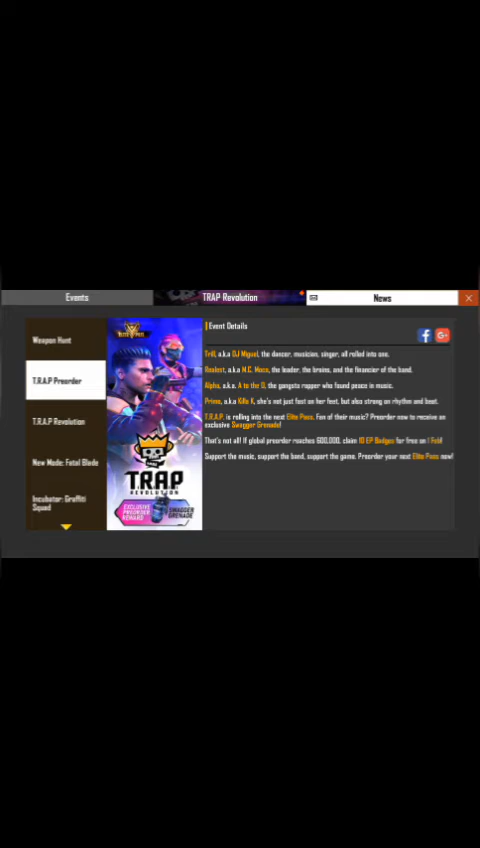 Events
TRAP Revolution
News
Weapon Hunt
T.R.A.P Preorder
T.R.A.P Revolution
New Mode: Fatal Blade
Incubator: Graffiti
Squad
ELITE PASS
TRAP
REVOLUTION
EXCLUSIVE
PREORDER
REWARD
SWAGGER
GRENADE
Event Details
Trill, a.k.a DJ Miguel, the dancer, musician, singer, all rolled into one.
a.k.a M.C. Moco, the leader, the brains, and the financier of the band.
Alpha, a.k.a. A to the D, the gangsta rapper who found peace in music.
Primo, a.k.a Killa K, she's not just fast on her feet, but also strong on rhythm and beat.
T.R.A.P. is rolling into the next Elite Pass. Fan of their music? Preorder now to receive an
exclusive Swagger Grenade!
That's not all! If global preorder reaches 600,000, claim 10 EP Badges for free on 1 Feb!
Support the music, support the band, support the game. Preorder your next Elite Pass now!